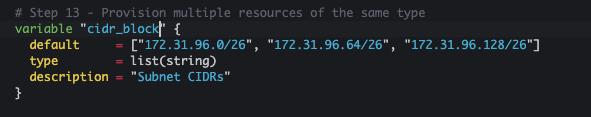 # Step 13 - Provision multiple resources of the same type
variable "cidr_block" {
  default     = ["172.31.96.0/26", "172.31.96.64/26", "172.31.96.128/26"]
  type        = list(string)
  description = "Subnet CIDRs"
}